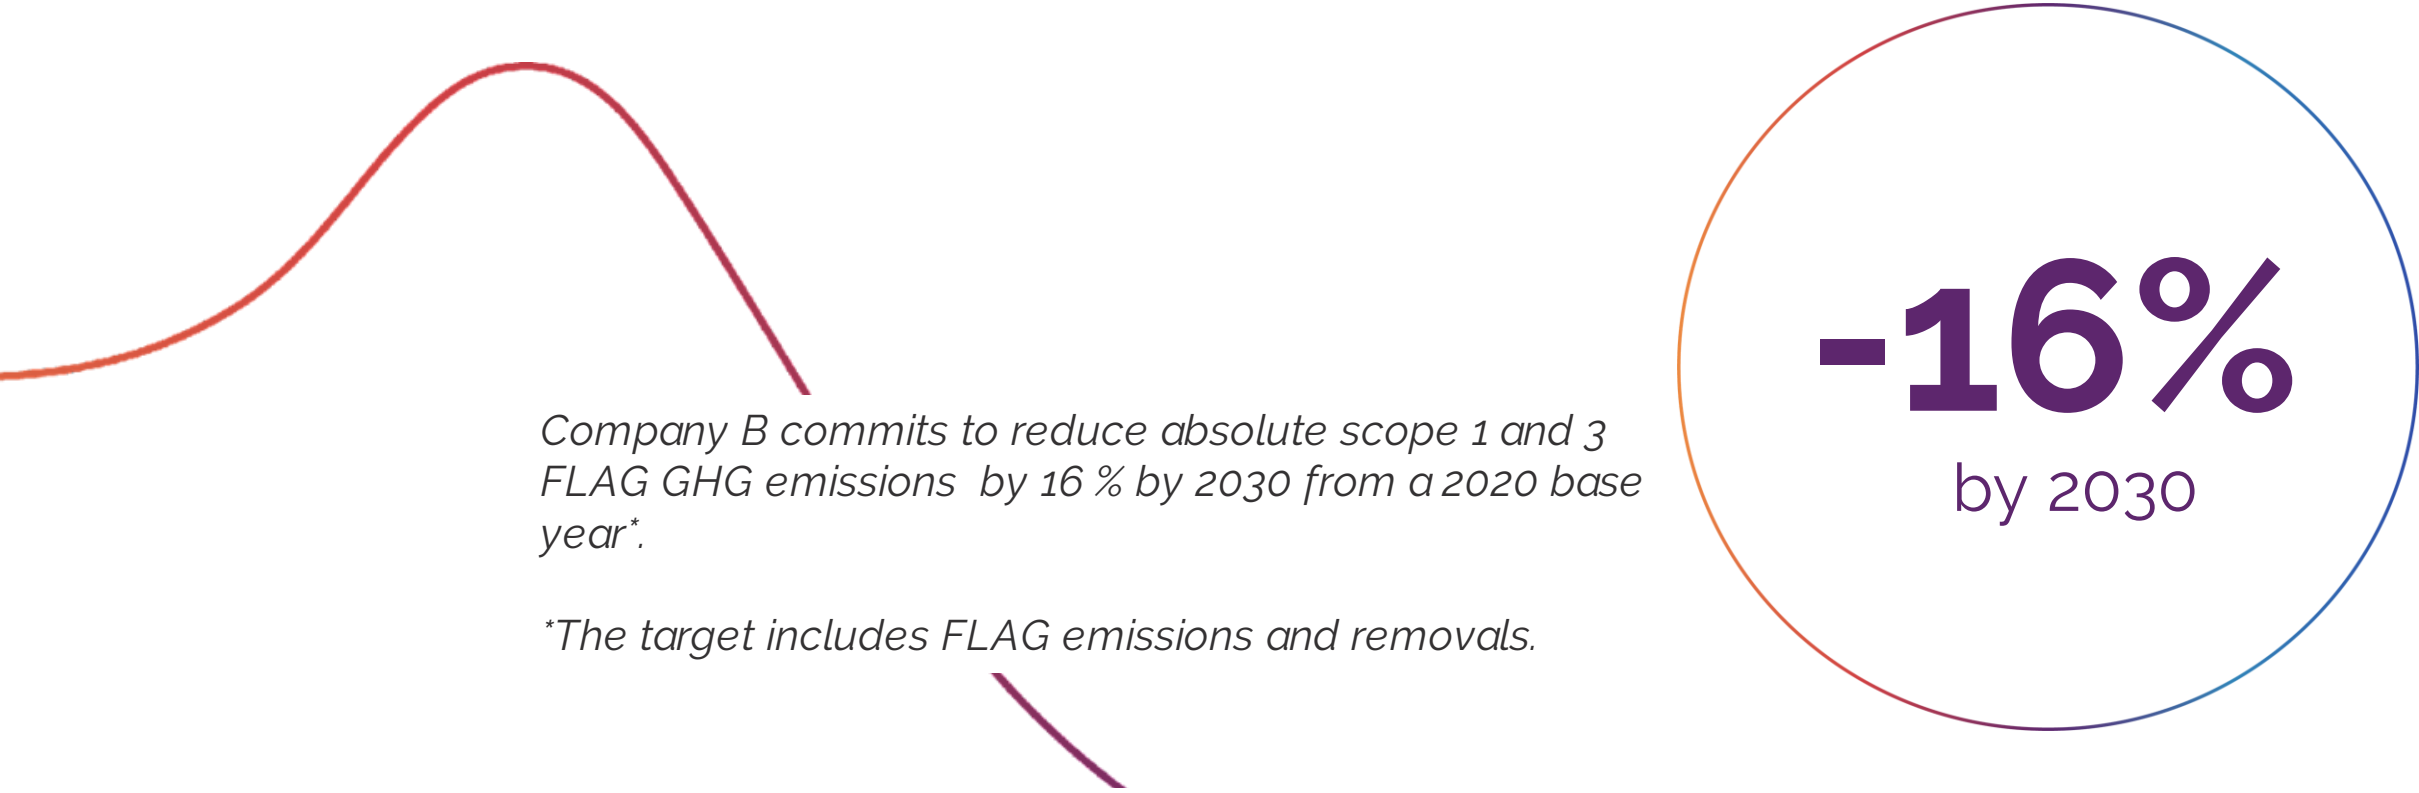 Company B commits to reduce absolute scope 1 and 3
FLAG GHG emissions  by 16 % by 2030 from a 2020 base
year*.
*The target includes FLAG emissions and removals.
-16%
by 2030